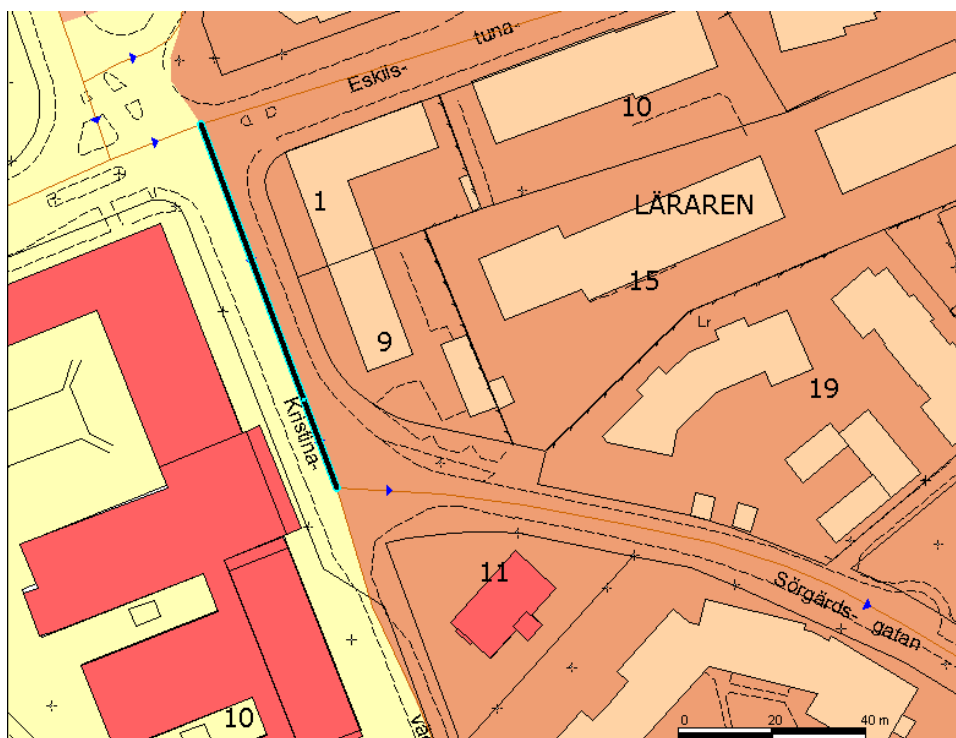 Eskils-
tuna-
10
1
LÄRAREN
15
9
Lr
19
Kristina-
11
Sörgårds-
gatan
10
0 20 40 m